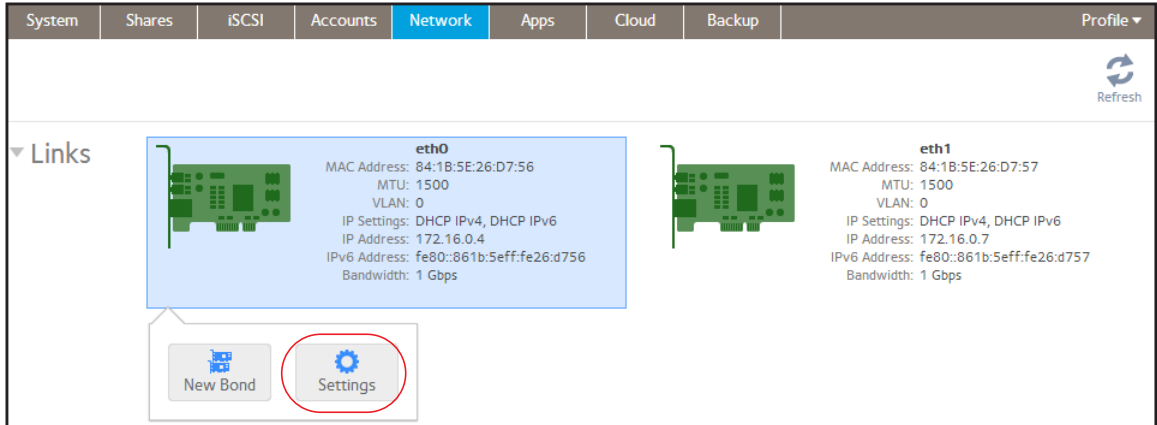 System Shares iSCSI Accounts Network Apps Cloud Backup Profile
Refresh
Links
eth0
MAC Address: 84:1B:5E:26:D7:56
MTU: 1500
VLAN: 0
IP Settings: DHCP IPv4, DHCP IPv6
IP Address: 172.16.0.4
IPv6 Address: fe80::861b:5eff:fe26:d756
Bandwidth: 1 Gbps
eth1
MAC Address: 84:1B:5E:26:D7:57
MTU: 1500
VLAN: 0
IP Settings: DHCP IPv4, DHCP IPv6
IP Address: 172.16.0.7
IPv6 Address: fe80::861b:5eff:fe26:d757
Bandwidth: 1 Gbps
New Bond
Settings